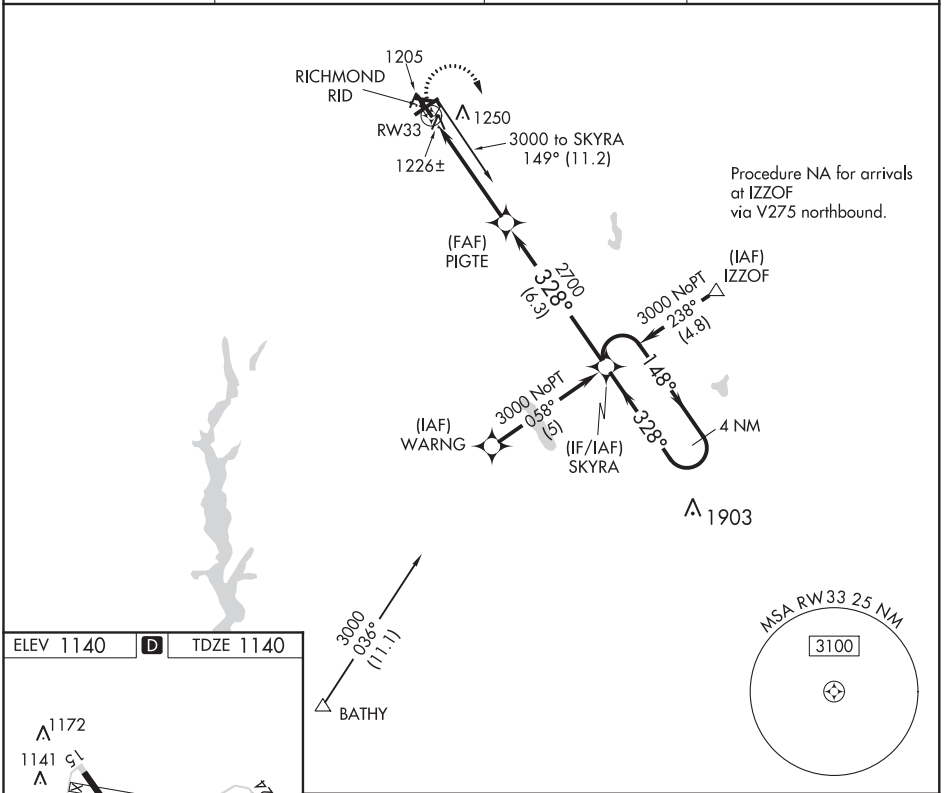 1205
RICHMOND
RID
1250
RW33
3000 to SKYRA
149° (11.2)
1226±
Procedure NA for arrivals
at IZZOF
via V275 northbound.
(FAF)
PIGTE
(IAF)
IZZOF
2700
328°
(6.3)
3000 NoPT
238°
(4.8)
148°
3000 NoPT
058°
(5)
328°
4 NM
(IAF)
WARNG
(IF/IAF)
SKYRA
1903
3000
036°
(11.1)
BATHY
MSA RW33 25 NM
3100
ELEV 1140 D TDZE 1140
1172
1141
15